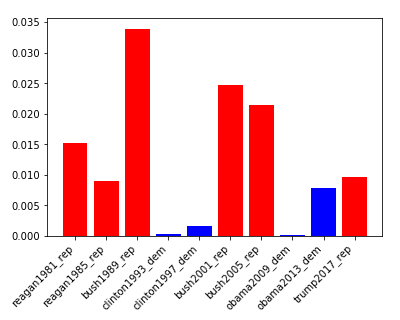 0.035
0.030
0.025
0.020
0.015
0.010
0.005
0.000
reagan1981_rep
reagan1985_rep
bush1989_rep
clinton1993_dem
clinton1997_dem
bush2001_rep
bush2005_rep
obama2009_dem
obama2013_dem
trump2017_rep